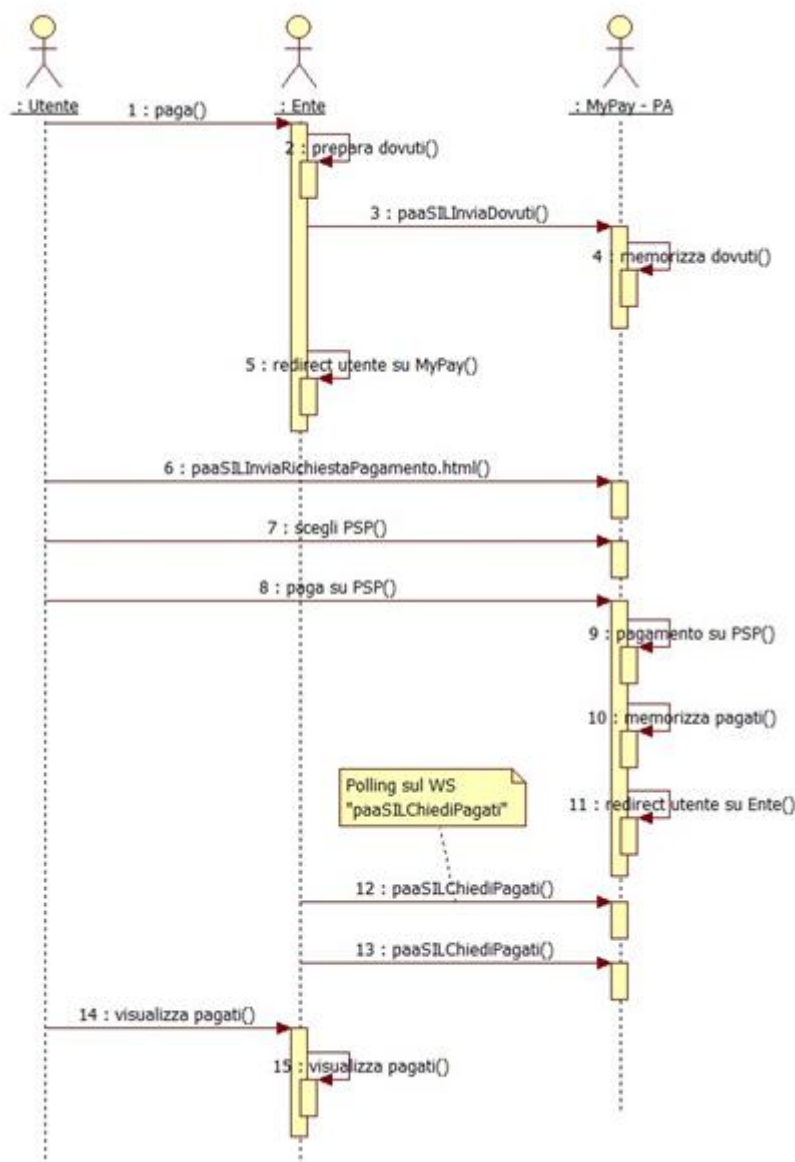 : Utente
: Ente
: MyPay - PA
1 : paga()
2 : prepara dovuti()
3 : paaSILInviaDovuti()
4 : memorizza dovuti()
5 : redirect utente su MyPay()
6 : paaSILInviaRichiestaPagamento.html()
7 : scegli PSP()
8 : paga su PSP()
9 : pagamento su PSP()
10 : memorizza pagati()
Polling sul WS
"paaSILChiediPagati"
11 : redirect utente su Ente()
12 : paaSILChiediPagati()
13 : paaSILChiediPagati()
14 : visualizza pagati()
15 : visualizza pagati()